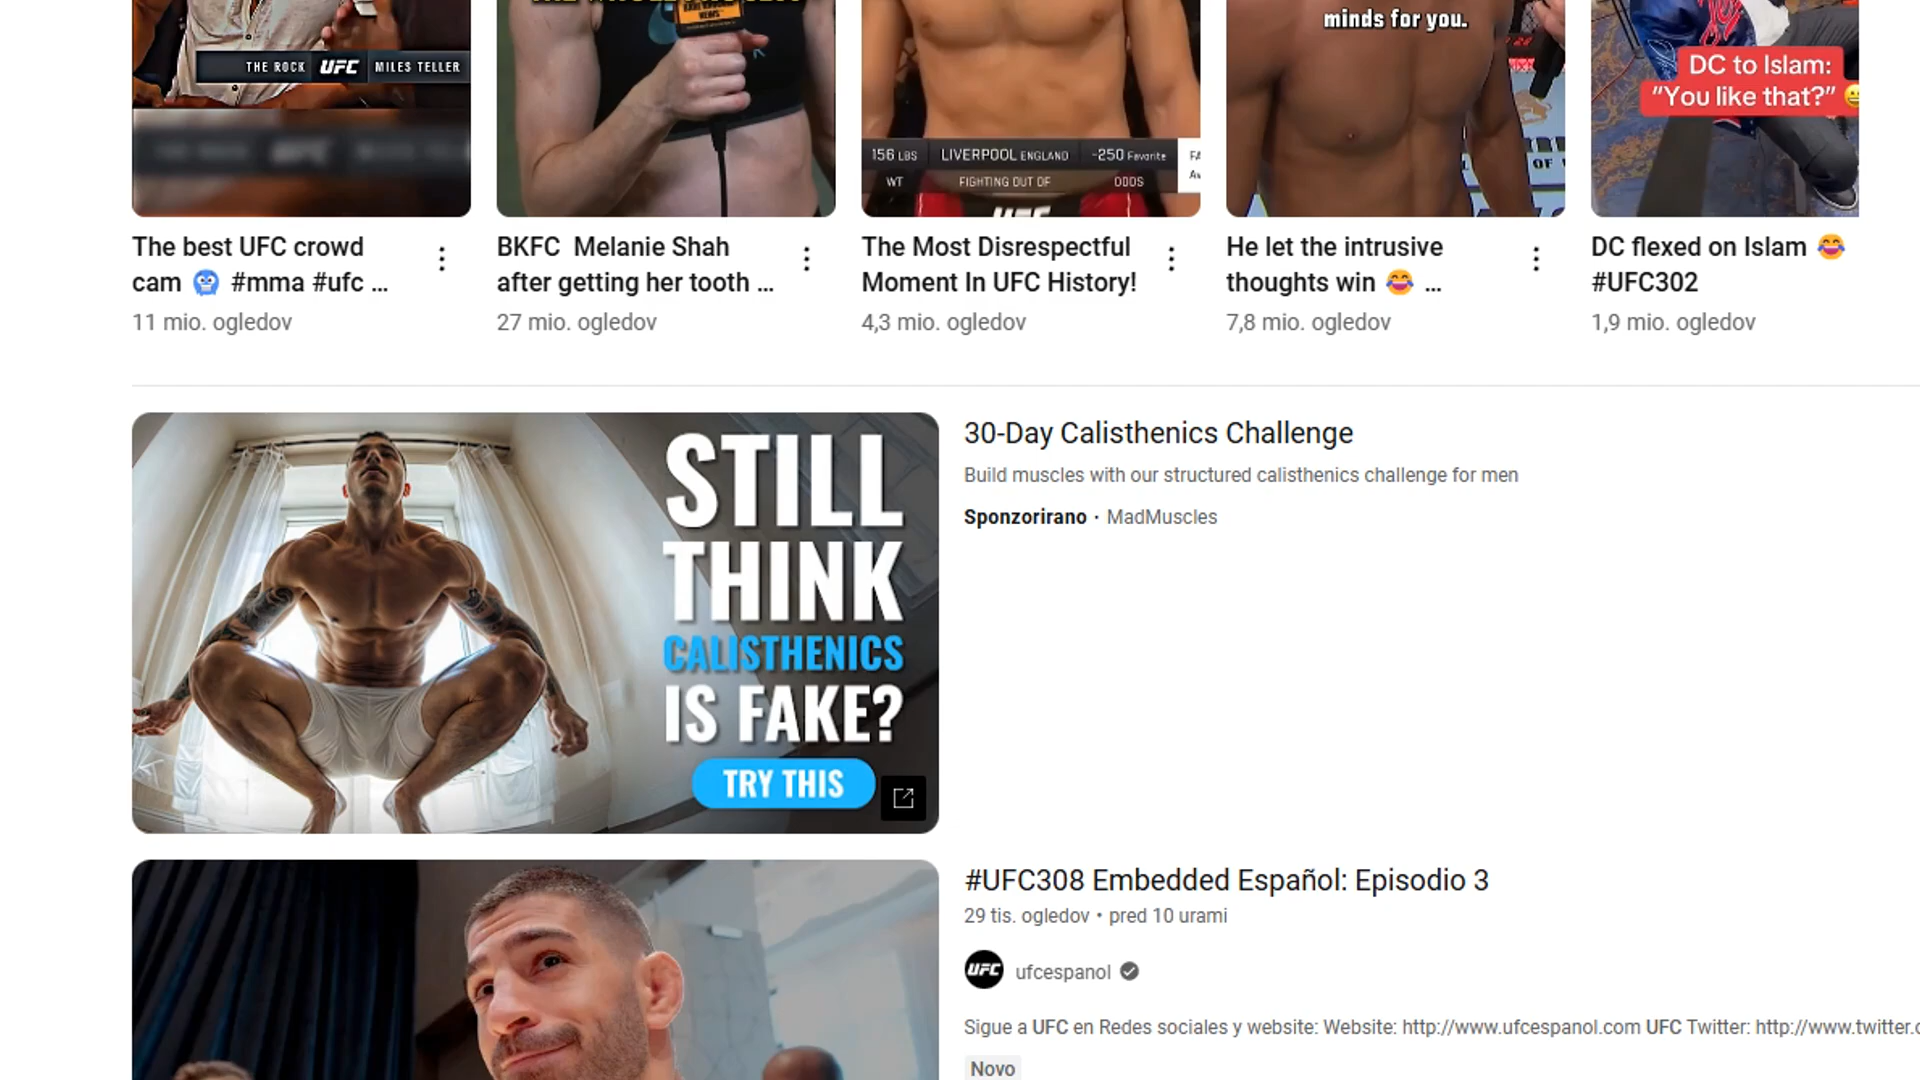 minds for you.
THE ROCK UFC MILES TELLER
DC to Islam:
"You like that?" 😀
156 LBS LIVERPOOL ENGLAND -250 Favorite
WT FIGHTING OUT OF ODDS
UFC
The best UFC crowd
cam 🥶 #mma #ufc ...
11 mio. ogledov
BKFC Melanie Shah
after getting her tooth ...
27 mio. ogledov
The Most Disrespectful
Moment In UFC History!
4,3 mio. ogledov
He let the intrusive
thoughts win 😂 ...
7,8 mio. ogledov
DC flexed on Islam 😂
#UFC302
1,9 mio. ogledov
STILL
THINK
CALISTHENICS
IS FAKE?
TRY THIS
30-Day Calisthenics Challenge
Build muscles with our structured calisthenics challenge for men
Sponzorirano · MadMuscles
#UFC308 Embedded Español: Episodio 3
29 tis. ogledov • pred 10 urami
UFC ufcespanol
Sigue a UFC en Redes sociales y website: Website: http://www.ufcespanol.com UFC Twitter: http://www.twitter.c
Novo